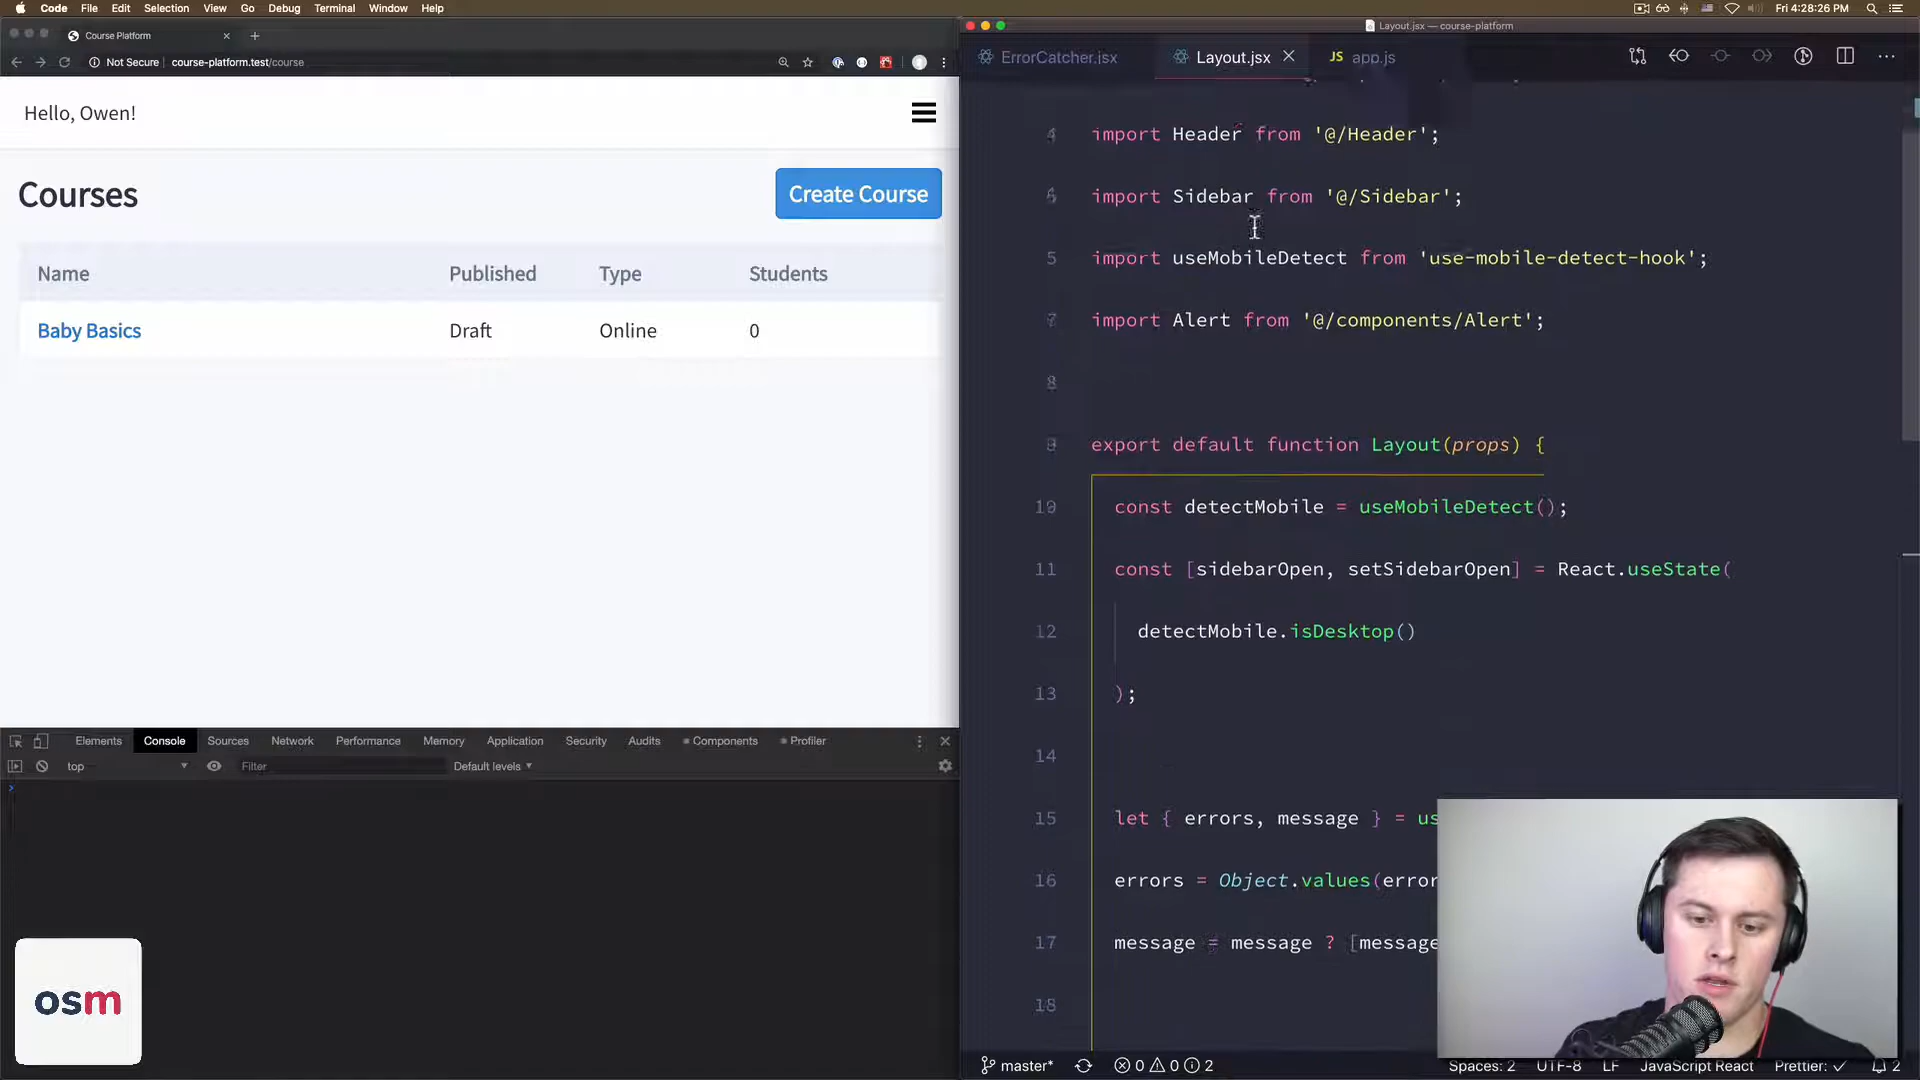 Code File Edit Selection View Go Debug Terminal Window Help
Fri 4:28:26 PM
Course Platform
Not Secure course-platform.test/course
Hello, Owen!
Courses
Create Course
Name Published Type Students
Baby Basics Draft Online 0
Elements Console Sources Network Performance Memory Application Security Audits Components Profiler
top Filter Default levels
osm
Layout.jsx — course-platform
ErrorCatcher.jsx Layout.jsx JS app.js
4 import Header from '@/Header';
import Sidebar from '@/Sidebar';
5 import useMobileDetect from 'use-mobile-detect-hook';
7 import Alert from '@/components/Alert';
8
9 export default function Layout(props) {
10 const detectMobile = useMobileDetect();
11 const [sidebarOpen, setSidebarOpen] = React.useState(
12 detectMobile.isDesktop()
13 );
14
15 let { errors, message } = us
16 errors = Object.values(error
17 message = message ? [message
18
master* 0 0 2 Spaces: 2 UTF-8 LF JavaScript React Prettier: ✓ 2